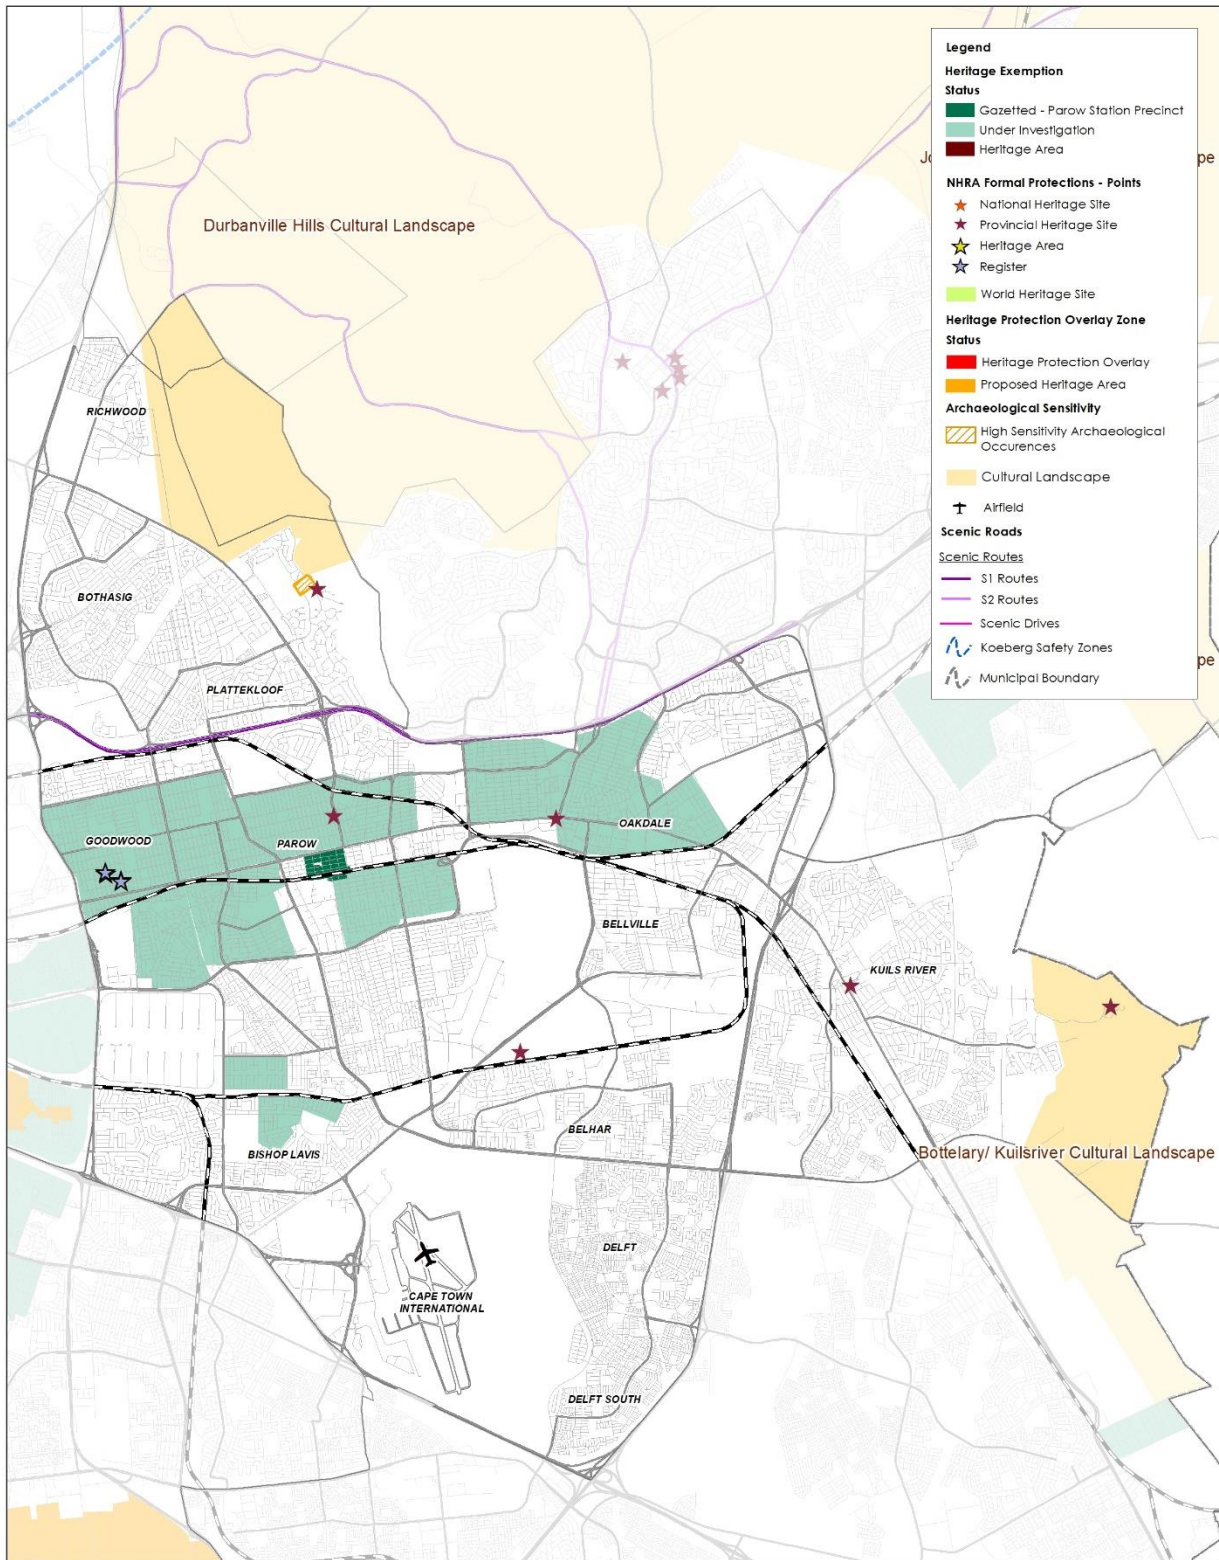 Legend
Heritage Exemption
Status
Gazetted - Parow Station Precinct
Under Investigation
Heritage Area
NHRA Formal Protections - Points
National Heritage Site
Provincial Heritage Site
Heritage Area
Register
World Heritage Site
Heritage Protection Overlay Zone
Status
Heritage Protection Overlay
Proposed Heritage Area
Archaeological Sensitivity
High Sensitivity Archaeological
Occurences
Cultural Landscape
Airfield
Scenic Roads
Scenic Routes
S1 Routes
S2 Routes
Scenic Drives
Koeberg Safety Zones
Municipal Boundary
Durbanville Hills Cultural Landscape
RICHWOOD
BOTHASIG
PLATTEKLOOF
GOODWOOD
PAROW
OAKDALE
BELLVILLE
KUILS RIVER
BELHAR
BISHOP LAVIS
Bottelary/ Kuilsriver Cultural Landscape
DELFT
CAPE TOWN
INTERNATIONAL
DELFT SOUTH